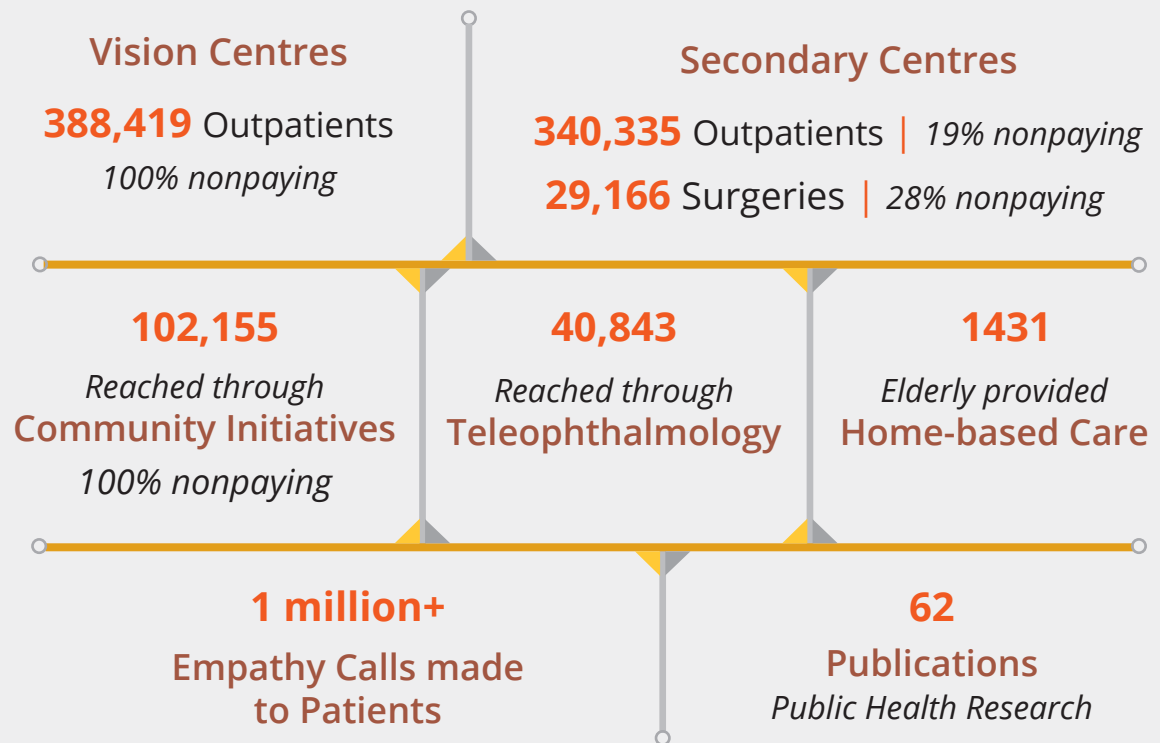 Vision Centres
388,419 Outpatients
100% nonpaying
Secondary Centres
340,335 Outpatients | 19% nonpaying
29,166 Surgeries | 28% nonpaying
102,155
Reached through
Community Initiatives
100% nonpaying
40,843
Reached through
Teleophthalmology
1431
Elderly provided
Home-based Care
1 million+
Empathy Calls made
to Patients
62
Publications
Public Health Research